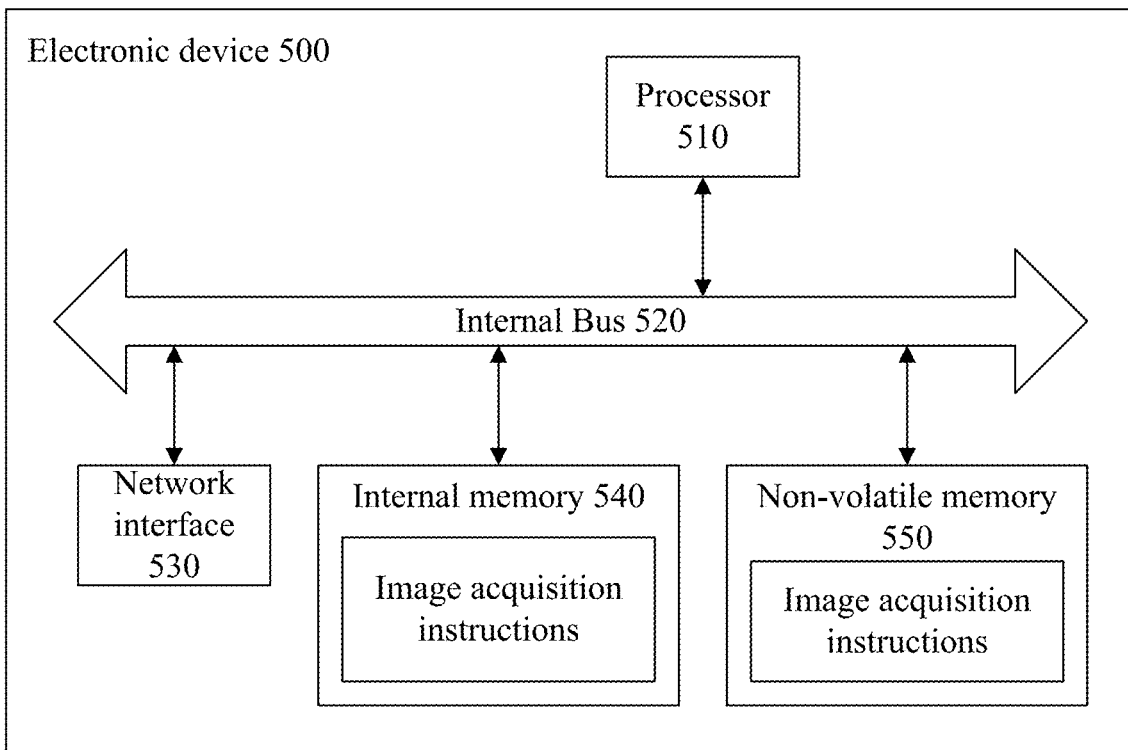 Electronic device 500
Processor
510
Internal Bus 520
Network
interface
530
Internal memory 540
Image acquisition
instructions
Non-volatile memory
550
Image acquisition
instructions